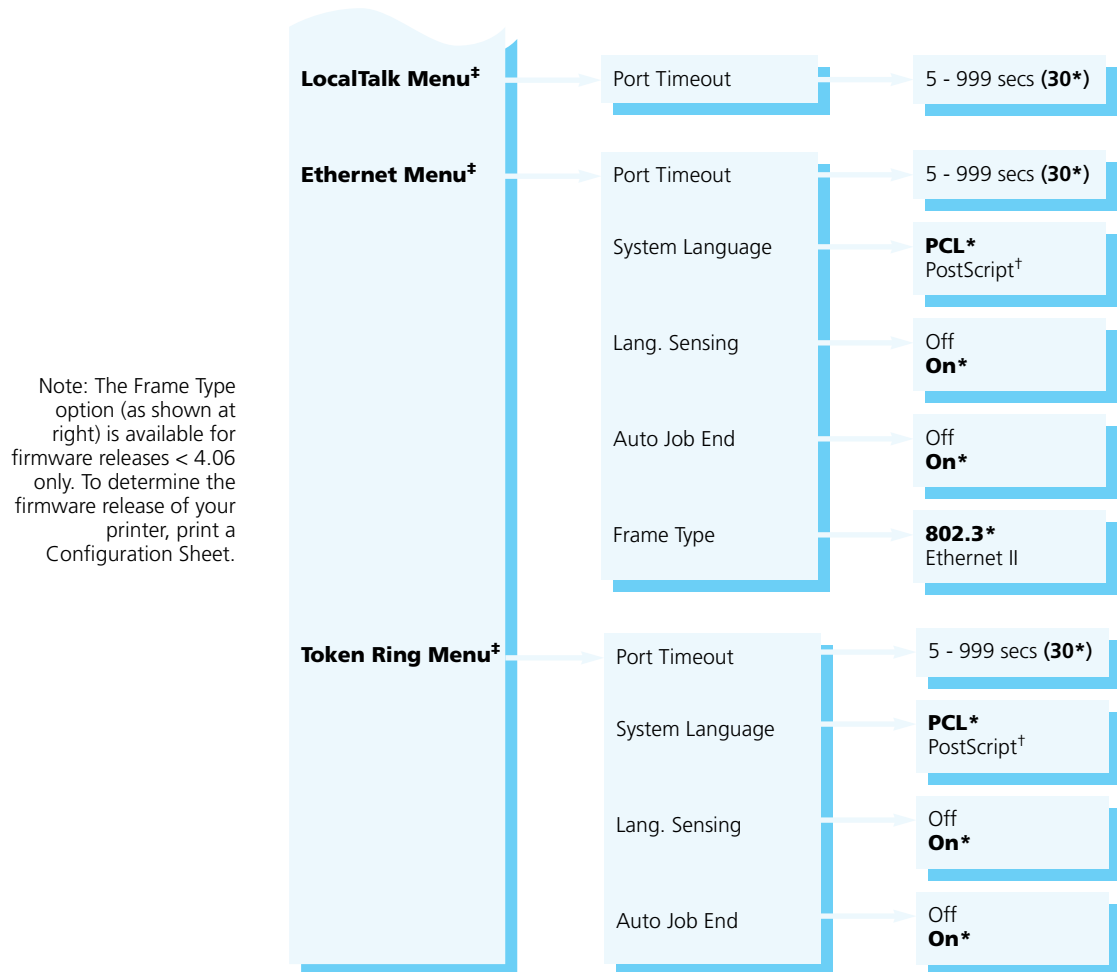 LocalTalk Menu‡
Port Timeout
5 - 999 secs (30*)
Ethernet Menu‡
Port Timeout
5 - 999 secs (30*)
System Language
PCL*
PostScript†
Lang. Sensing
Off
On*
Auto Job End
Off
On*
Frame Type
802.3*
Ethernet II
Note: The Frame Type
option (as shown at
right) is available for
firmware releases < 4.06
only. To determine the
firmware release of your
printer, print a
Configuration Sheet.
Token Ring Menu‡
Port Timeout
5 - 999 secs (30*)
System Language
PCL*
PostScript†
Lang. Sensing
Off
On*
Auto Job End
Off
On*